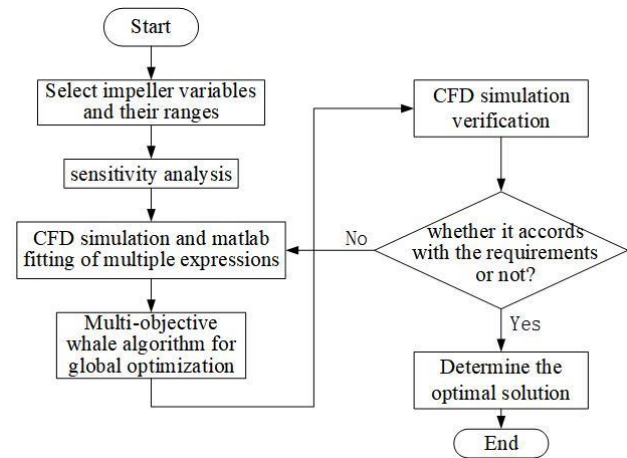 Start
Select impeller variables
and their ranges
sensitivity analysis
CFD simulation and matlab
fitting of multiple expressions
Multi-objective
whale algorithm for
global optimization
CFD simulation
verification
whether it accords
with the requirements
or not?
No
Yes
Determine the
optimal solution
End